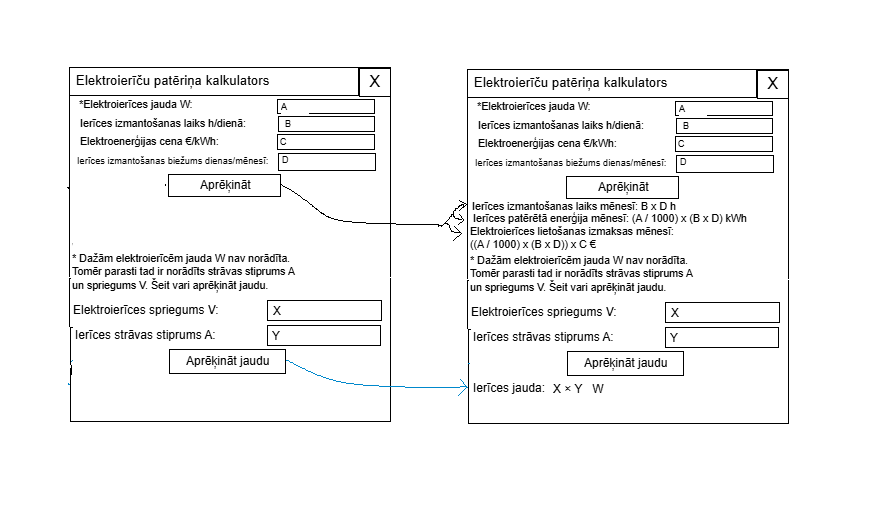 Elektroierīču patēriņa kalkulators X
*Elektroierīces jauda W: A
Ierīces izmantošanas laiks h/dienā: B
Elektroenerģijas cena €/kWh: C
Ierīces izmantošanas biežums dienas/mēnesī: D
Aprēķināt
* Dažām elektroierīcēm jauda W nav norādīta.
Tomēr parasti tad ir norādīts strāvas stiprums A
un spriegums V. Šeit vari aprēķināt jaudu.
Elektroierīces spriegums V: X
Ierīces strāvas stiprums A: Y
Aprēķināt jaudu
Elektroierīču patēriņa kalkulators X
*Elektroierīces jauda W: A
Ierīces izmantošanas laiks h/dienā: B
Elektroenerģijas cena €/kWh: C
Ierīces izmantošanas biežums dienas/mēnesī: D
Aprēķināt
Ierīces izmantošanas laiks mēnesī: B x D h
Ierīces patērētā enerģija mēnesī: (A / 1000) x (B x D) kWh
Elektroierīces lietošanas izmaksas mēnesī:
((A / 1000) x (B x D)) x C €
* Dažām elektroierīcēm jauda W nav norādīta.
Tomēr parasti tad ir norādīts strāvas stiprums A
un spriegums V. Šeit vari aprēķināt jaudu.
Elektroierīces spriegums V: X
Ierīces strāvas stiprums A: Y
Aprēķināt jaudu
Ierīces jauda: X × Y W